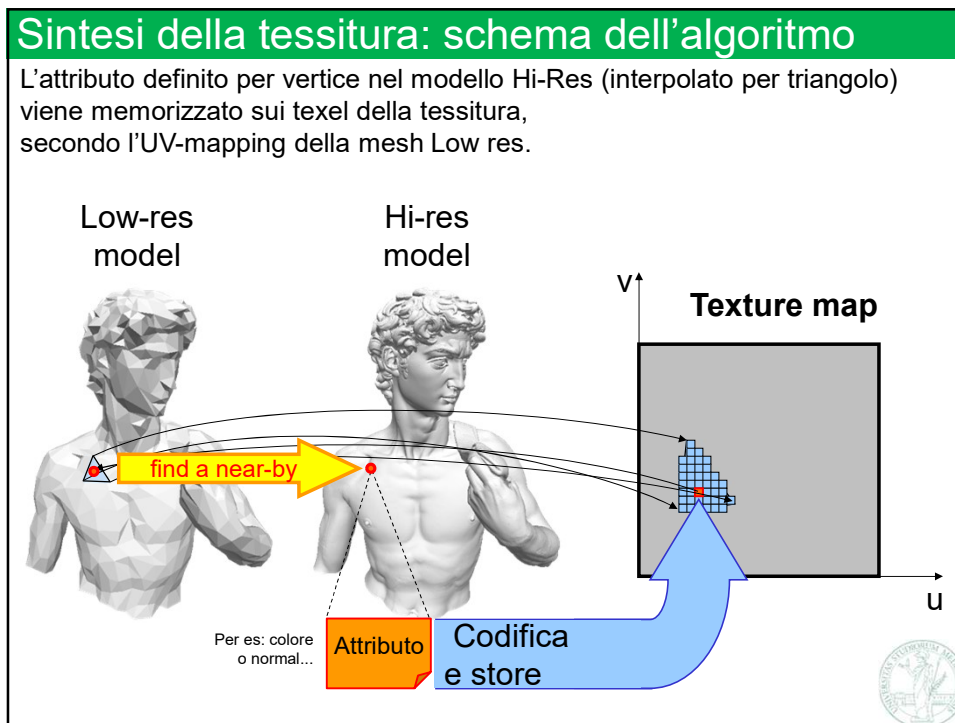 Sintesi della tessitura: schema dell'algoritmo
L'attributo definito per vertice nel modello Hi-Res (interpolato per triangolo)
viene memorizzato sui texel della tessitura,
secondo l'UV-mapping della mesh Low res.
Low-res
model
Hi-res
model
v
Texture map
find a near-by
u
Per es: colore
o normal...
Attributo
Codifica
e store